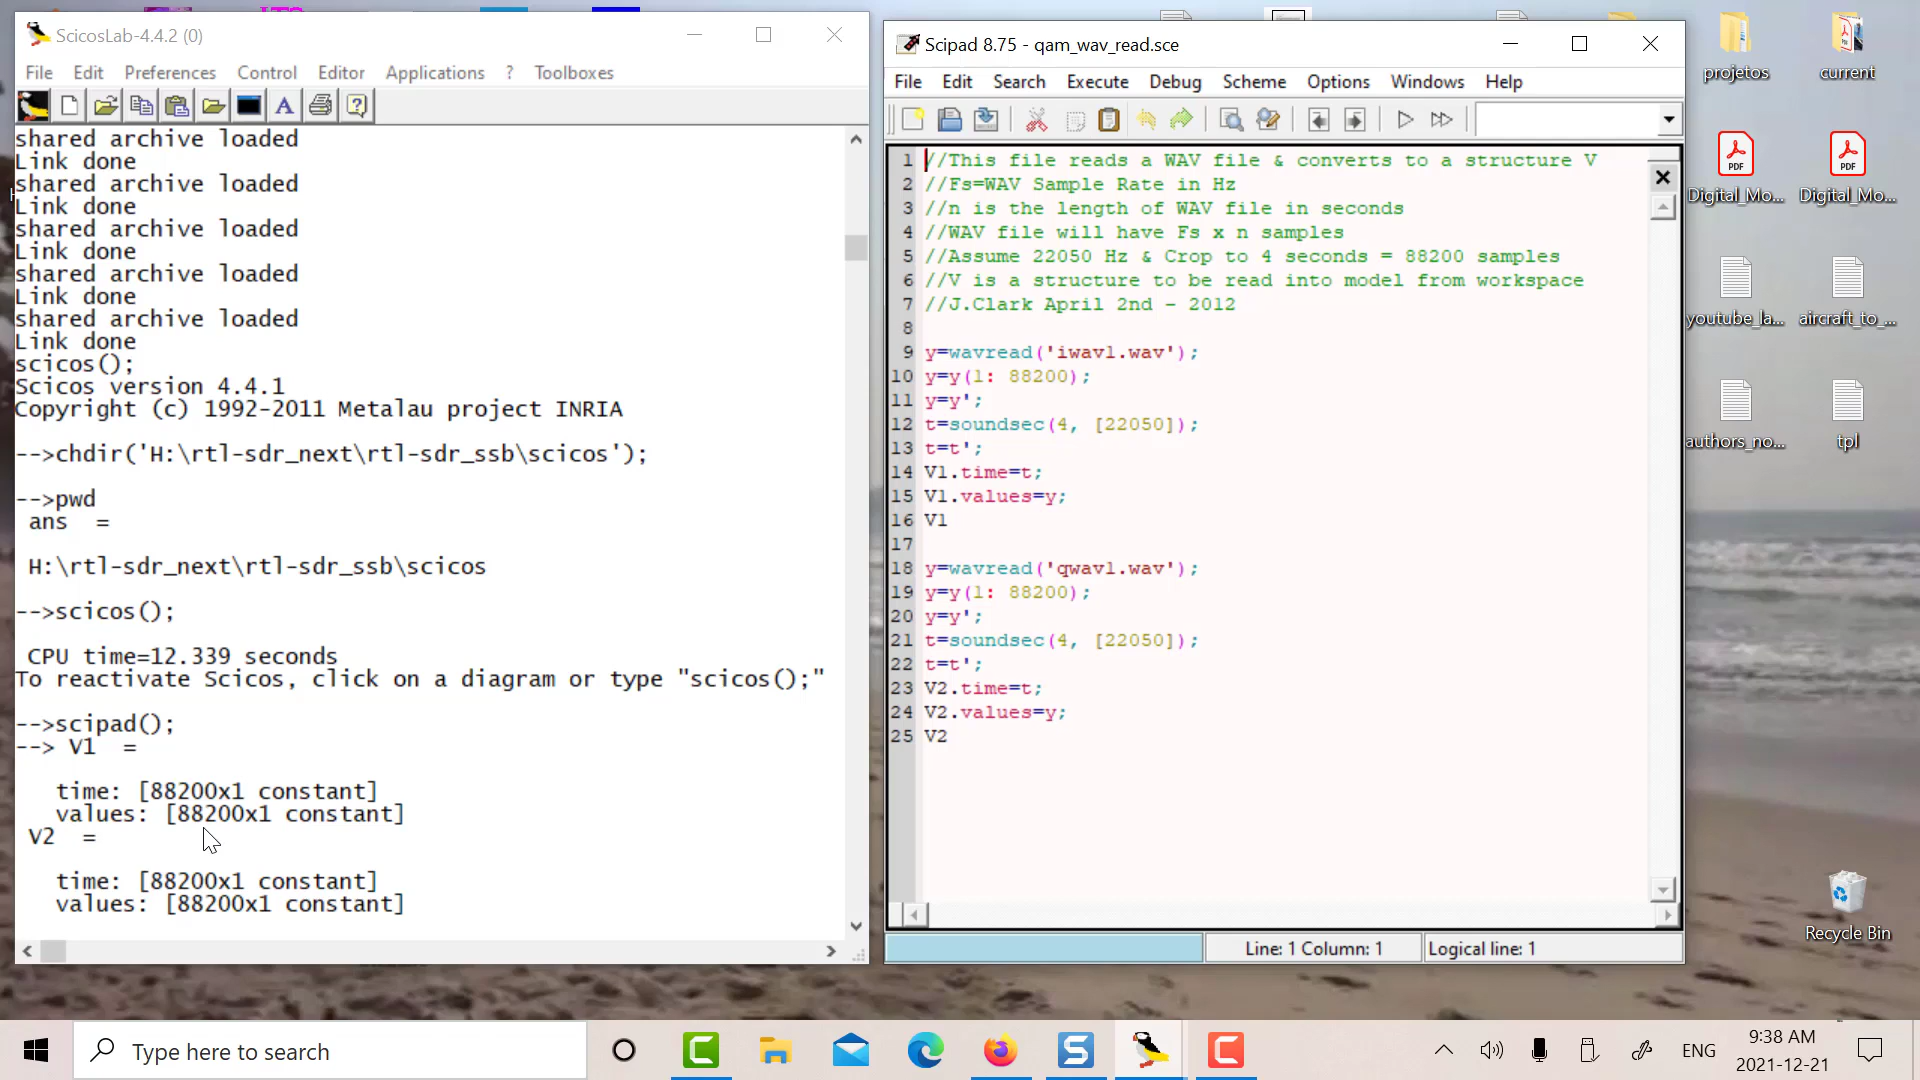 ScicosLab-4.4.2 (0)
File Edit Preferences Control Editor Applications ? Toolboxes
shared archive loaded
Link done
shared archive loaded
Link done
shared archive loaded
Link done
shared archive loaded
Link done
shared archive loaded
Link done
scicos();
Scicos version 4.4.1
Copyright (c) 1992-2011 Metalau project INRIA
-->chdir('H:\rtl-sdr_next\rtl-sdr_ssb\scicos');
-->pwd
ans =
H:\rtl-sdr_next\rtl-sdr_ssb\scicos
-->scicos();
CPU time=12.339 seconds
To reactivate Scicos, click on a diagram or type "scicos();"
-->scipad();
--> V1 =
time: [88200x1 constant]
values: [88200x1 constant]
V2 =
time: [88200x1 constant]
values: [88200x1 constant]
Scipad 8.75 - qam_wav_read.sce
File Edit Search Execute Debug Scheme Options Windows Help
1 //This file reads a WAV file & converts to a structure V
2 //Fs=WAV Sample Rate in Hz
3 //n is the length of WAV file in seconds
4 //WAV file will have Fs x n samples
5 //Assume 22050 Hz & Crop to 4 seconds = 88200 samples
6 //V is a structure to be read into model from workspace
7 //J.Clark April 2nd - 2012
8
9 y=wavread('iwav1.wav');
10 y=y(1: 88200);
11 y=y';
12 t=soundsec(4, [22050]);
13 t=t';
14 V1.time=t;
15 V1.values=y;
16 V1
17
18 y=wavread('qwav1.wav');
19 y=y(1: 88200);
20 y=y';
21 t=soundsec(4, [22050]);
22 t=t';
23 V2.time=t;
24 V2.values=y;
25 V2
Line: 1 Column: 1
Logical line: 1
projetos
current
PDF
PDF
Digital_Mo...
Digital_Mo...
youtube_la...
aircraft_to_...
authors_no...
tpl
Recycle Bin
Type here to search
ENG
9:38 AM
2021-12-21